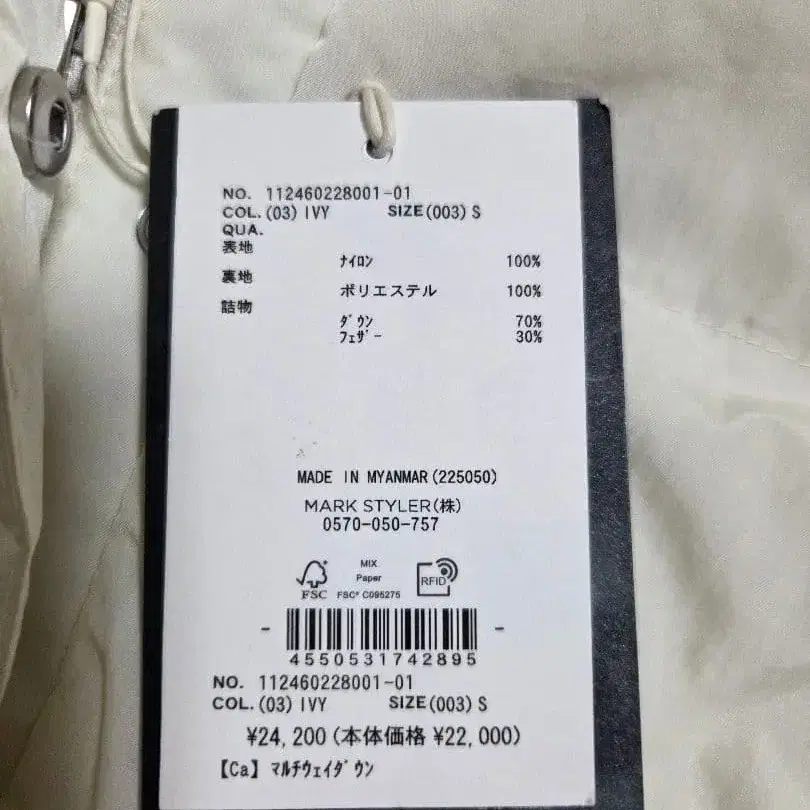 NO. 112460228001-01
COL.(03) IVY SIZE(003) S
QUA.
表地
ﾅｲﾛﾝ 100%
裏地
ポリエステル 100%
詰物
ﾀﾞｳﾝ 70%
ﾌｪｻﾞｰ 30%
MADE IN MYANMAR(225050)
MARK STYLER(株)
0570-050-757
MIX
Paper
FSC FSC® C095275
RFID
4550531742895
NO. 112460228001-01
COL.(03) IVY SIZE(003) S
¥24,200(本体価格 ¥22,000)
【Ca】ﾏﾙﾁｳｪｲﾀﾞｳﾝ